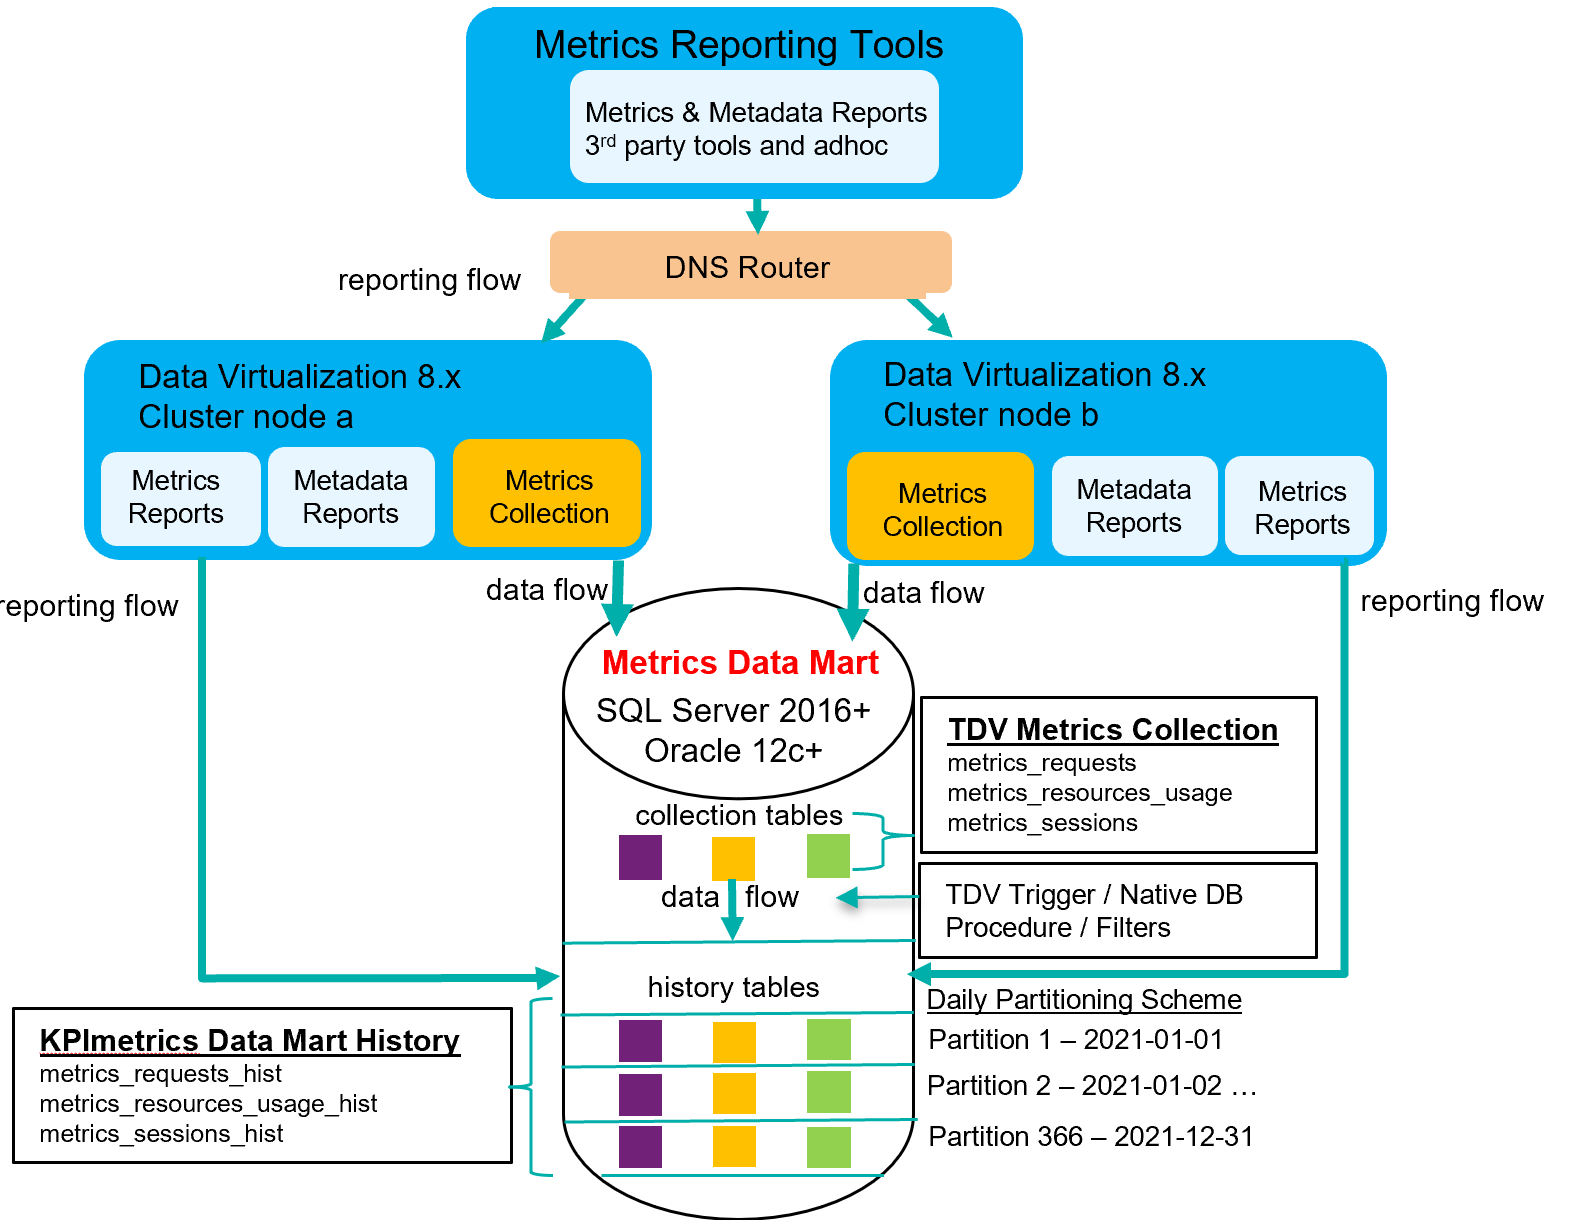 Metrics Reporting Tools
Metrics & Metadata Reports
3rd party tools and adhoc
DNS Router
reporting flow
Data Virtualization 8.x
Cluster node a
Metrics
Reports
Metadata
Reports
Metrics
Collection
Data Virtualization 8.x
Cluster node b
Metrics
Collection
Metadata
Reports
Metrics
Reports
reporting flow
data flow
data flow
reporting flow
Metrics Data Mart
SQL Server 2016+
Oracle 12c+
TDV Metrics Collection
metrics_requests
metrics_resources_usage
metrics_sessions
collection tables
data flow
TDV Trigger / Native DB
Procedure / Filters
history tables
Daily Partitioning Scheme
Partition 1 – 2021-01-01
Partition 2 – 2021-01-02 ...
Partition 366 – 2021-12-31
KPImetrics Data Mart History
metrics_requests_hist
metrics_resources_usage_hist
metrics_sessions_hist